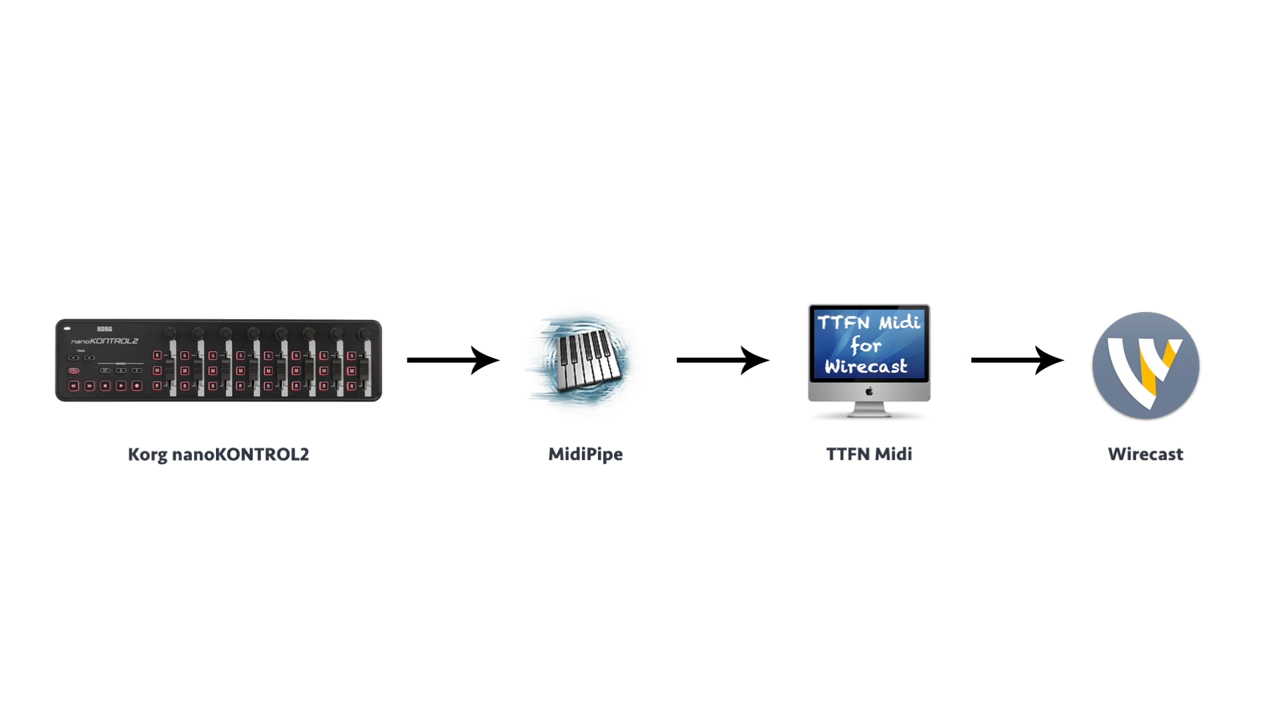 KORG
nanoKONTROL2
TTFN Midi
for
Wirecast
Korg nanoKONTROL2
MidiPipe
TTFN Midi
Wirecast